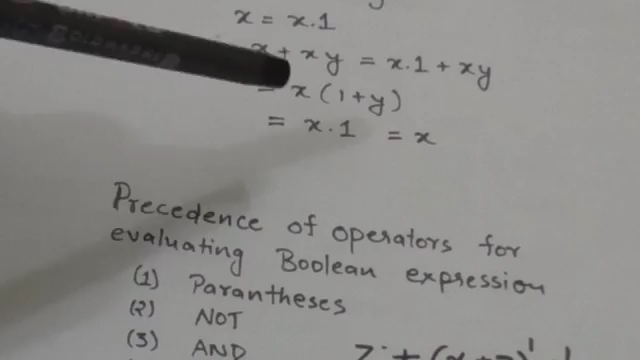 x = x.1
x + xy = x.1 + xy
= x(1+y)
= x.1 = x
Precedence of operators for
evaluating Boolean expression
(1) Parantheses
(2) NOT
(3) AND